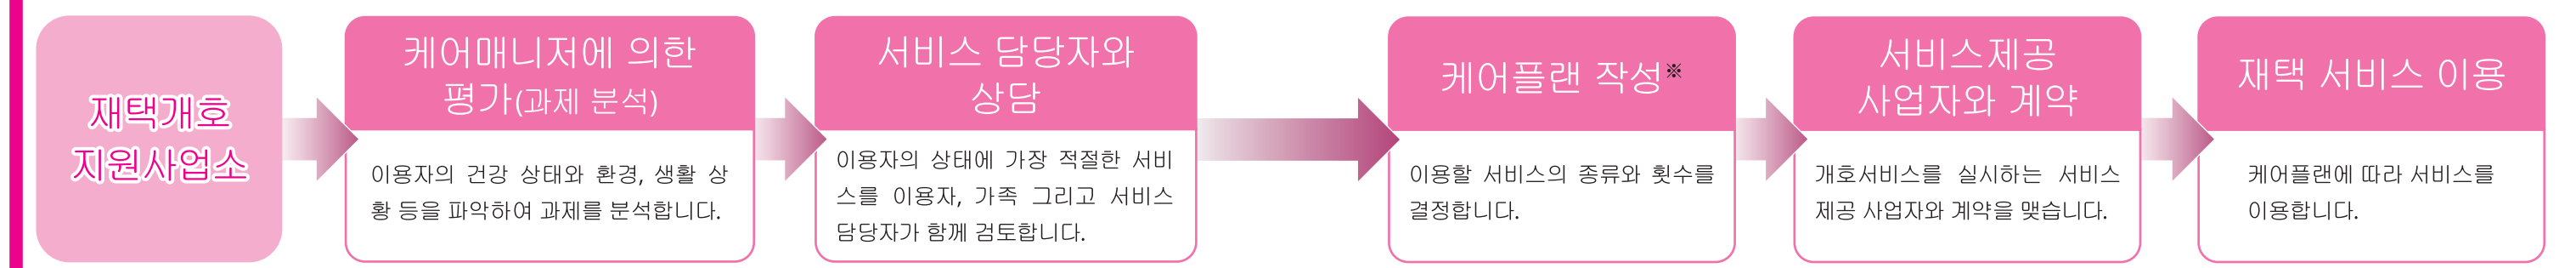 재택개호
지원사업소
케어매니저에 의한
평가(과제 분석)
이용자의 건강 상태와 환경, 생활 상
황 등을 파악하여 과제를 분석합니다.
서비스 담당자와
상담
이용자의 상태에 가장 적절한 서비
스를 이용자, 가족 그리고 서비스
담당자가 함께 검토합니다.
케어플랜 작성※
이용할 서비스의 종류와 횟수를
결정합니다.
서비스제공
사업자와 계약
개호서비스를 실시하는 서비스
제공 사업자와 계약을 맺습니다.
재택 서비스 이용
케어플랜에 따라 서비스를
이용합니다.